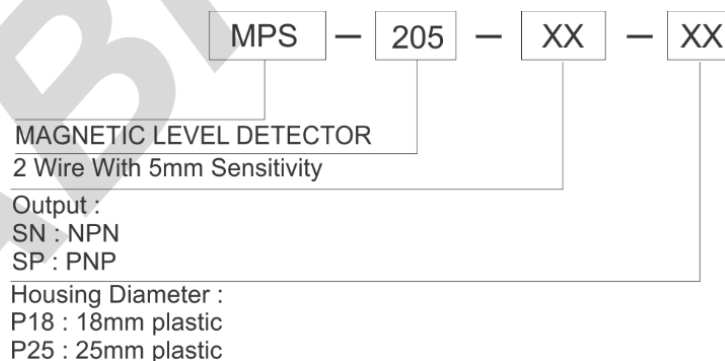 MPS – 205 – XX – XX
MAGNETIC LEVEL DETECTOR
2 Wire With 5mm Sensitivity
Output :
SN : NPN
SP : PNP
Housing Diameter :
P18 : 18mm plastic
P25 : 25mm plastic